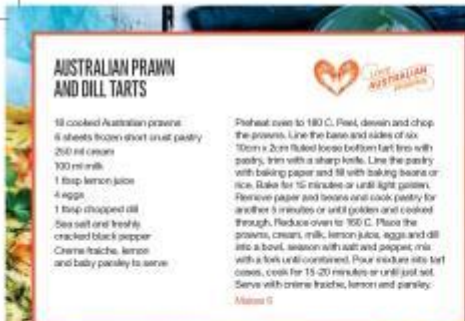 AUSTRALIAN PRAWN
AND DILL TARTS
LOVE
AUSTRALIAN
PRAWNS
18 cooked Australian prawns
6 sheets frozen short crust pastry
250 ml cream
100 ml milk
1 tbsp lemon juice
4 eggs
1 tbsp chopped dill
Sea salt and freshly
cracked black pepper
Creme fraiche, lemon
and baby parsley to serve
Preheat oven to 180 C. Peel, devein and chop
the prawns. Line the base and sides of six
10cm x 2cm fluted loose bottom tart tins with
pastry, trim with a sharp knife. Line the pastry
with baking paper and fill with baking beans or
rice. Bake for 15 minutes or until light golden.
Remove paper and beans and cook pastry for
another 5 minutes or until golden and cooked
through. Reduce oven to 160 C. Place the
prawns, cream, milk, lemon juice, eggs and dill
into a bowl, season with salt and pepper, mix
with a fork until combined. Pour mixture into tart
cases, cook for 15-20 minutes or until just set.
Serve with crème fraiche, lemon and parsley.
Makes 6